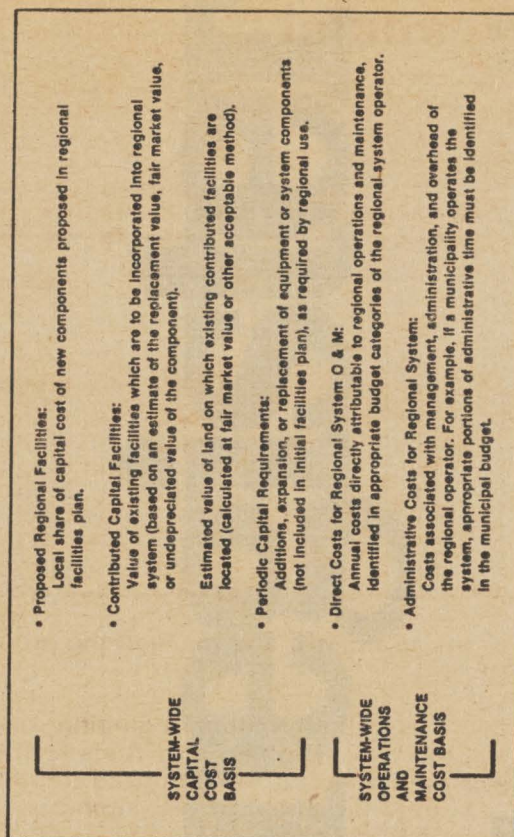 SYSTEM-WIDE
CAPITAL
COST
BASIS
• Proposed Regional Facilities:
Local share of capital cost of new components proposed in regional
facilities plan.
• Contributed Capital Facilities:
Value of existing facilities which are to be incorporated into regional
system (based on an estimate of the replacement value, fair market value,
or undepreciated value of the component).
Estimated value of land on which existing contributed facilities are
located (calculated at fair market value or other acceptable method).
• Periodic Capital Requirements:
Additions, expansion, or replacement of equipment or system components
(not included in initial facilities plan), as required by regional use.
SYSTEM-WIDE
OPERATIONS
AND
MAINTENANCE
COST BASIS
• Direct Costs for Regional System O & M:
Annual costs directly attributable to regional operations and maintenance,
identified in appropriate budget categories of the regional system operator.
• Administrative Costs for Regional System:
Costs associated with management, administration, and overhead of
the regional operator. For example, if a municipality operates the
system, appropriate portions of administrative time must be identified
in the municipal budget.